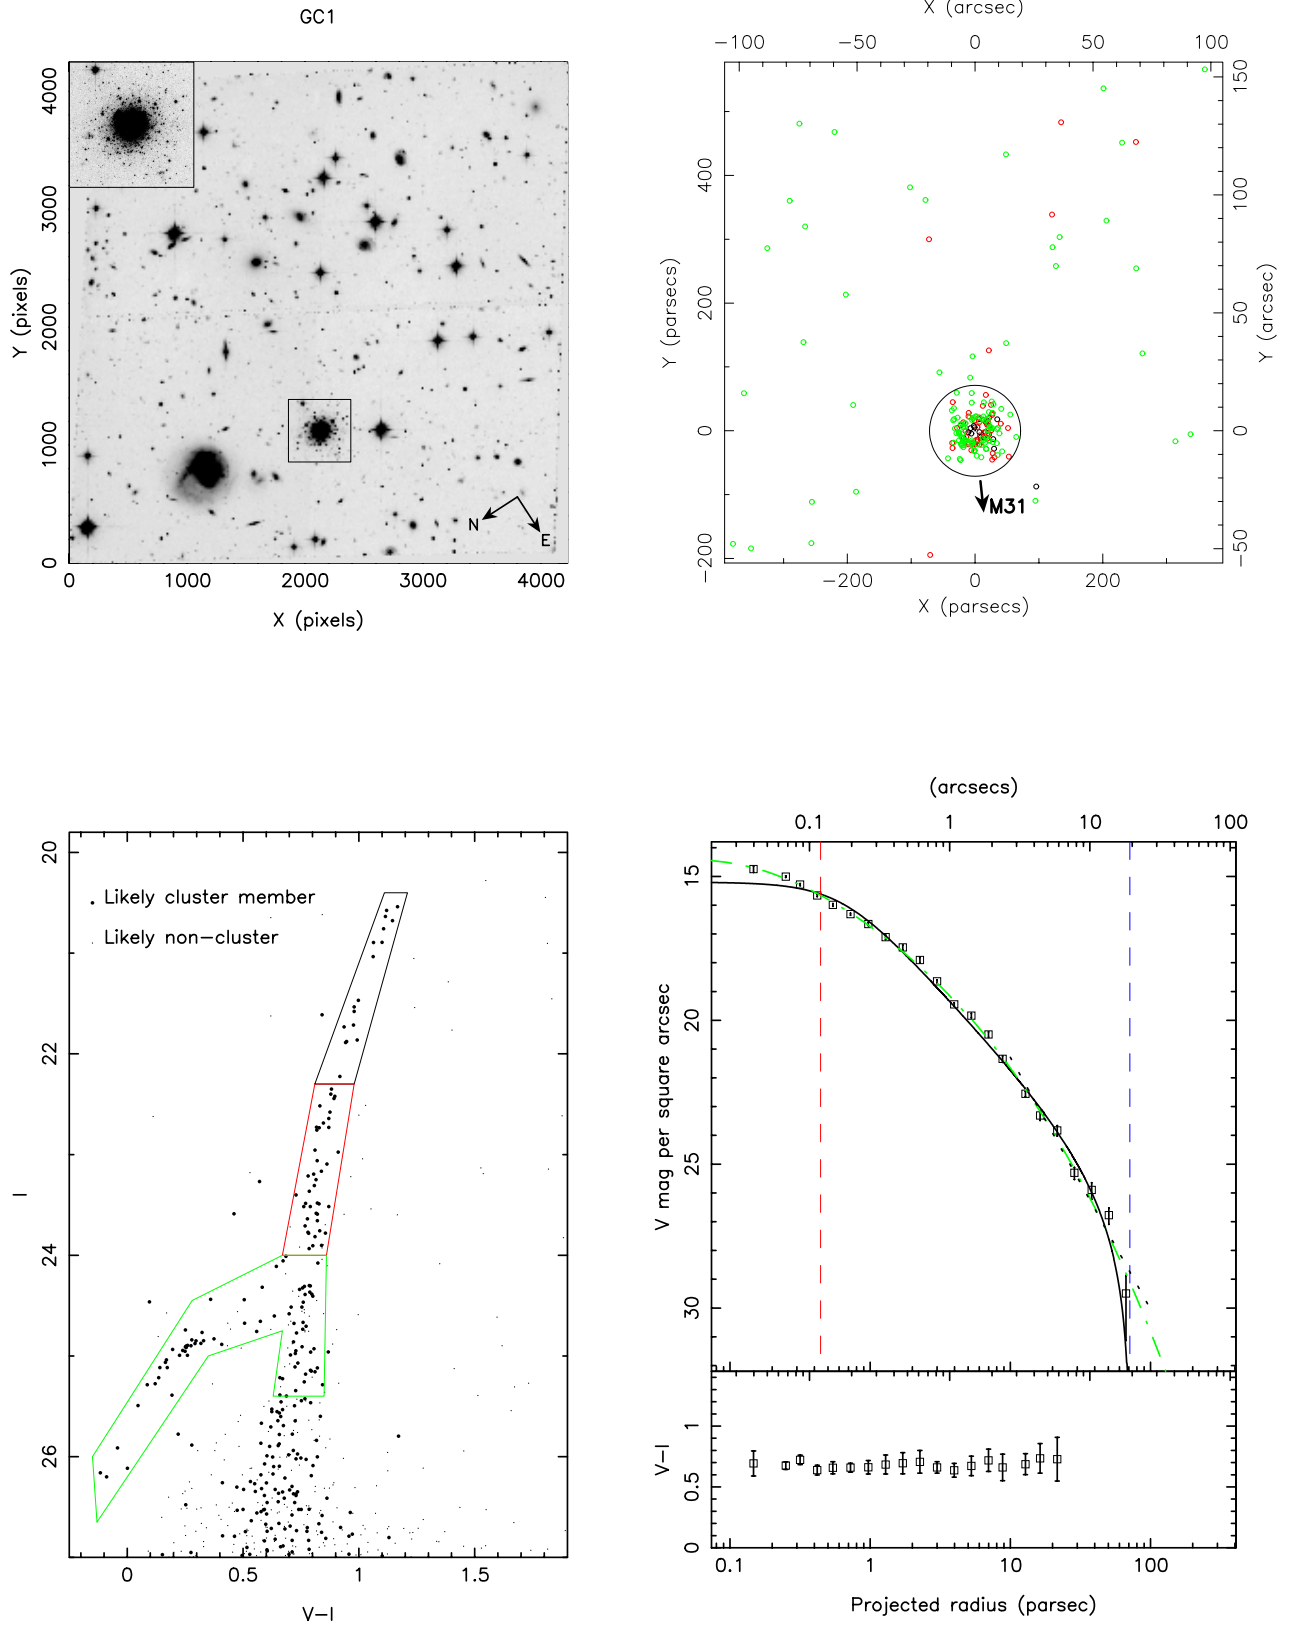 GC1
Y (pixels)
4000
3000
2000
1000
0
N
E
0 1000 2000 3000 4000
X (pixels)
X (arcsec)
−100 −50 0 50 100
Y (parsecs)
400
200
0
−200
150
100
50
0
−50
Y (arcsec)
M31
−200 0 200
X (parsecs)
I
20
22
24
26
Likely cluster member
Likely non−cluster
0 0.5 1 1.5
V−I
(arcsecs)
0.1 1 10 100
V mag per square arcsec
15
20
25
30
V−I
1
0.5
0
0.1 1 10 100
Projected radius (parsec)